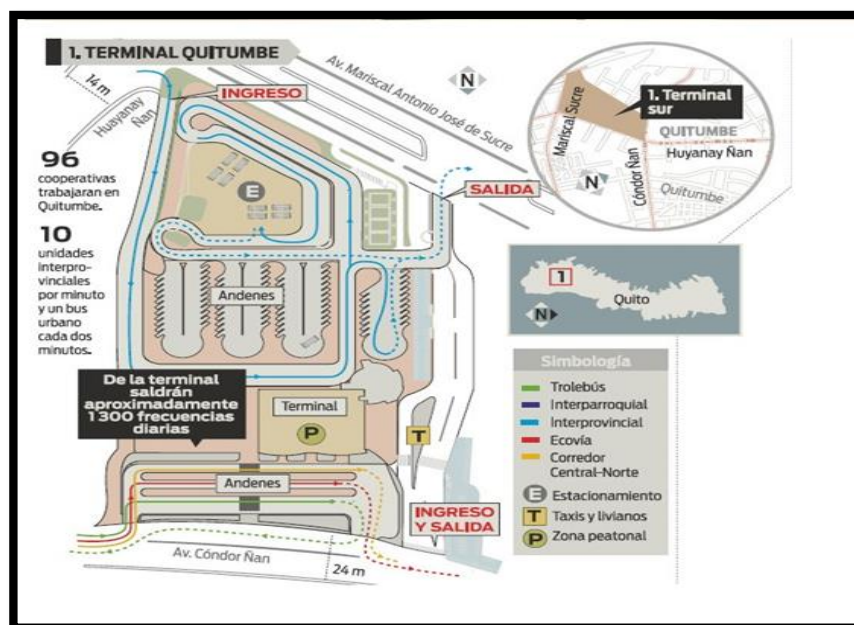 1. TERMINAL QUITUMBE
14 m
Huayanay
Ñan
INGRESO
Av. Mariscal Antonio José de Sucre
N
96
cooperativas
trabajaran en
Quitumbe.
10
unidades
interpro-
vinciales
por minuto
y un bus
urbano
cada dos
minutos.
E
SALIDA
Andenes
De la terminal
saldrán
aproximadamente
1 300 frecuencias
diarias
Terminal
P
T
Andenes
INGRESO
Y SALIDA
Av. Cóndor Ñan
24 m
Mariscal Sucre
1. Terminal
sur
QUITUMBE
Huyanay Ñan
Cóndor Ñan
Quitumbe
N
1
Quito
N
Simbología
Trolebús
Interparroquial
Interprovincial
Ecovía
Corredor
Central-Norte
E Estacionamiento
T Taxis y livianos
P Zona peatonal